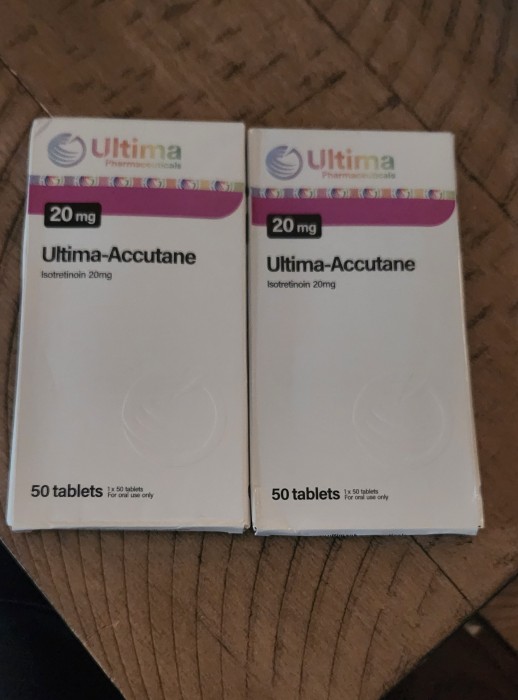 Ultima
Pharmaceuticals
20 mg
Ultima-Accutane
Isotretinoin 20mg
50 tablets
1 x 50 tablets
For oral use only
Ultima
Pharmaceuticals
20 mg
Ultima-Accutane
Isotretinoin 20mg
50 tablets
1 x 50 tablets
For oral use only